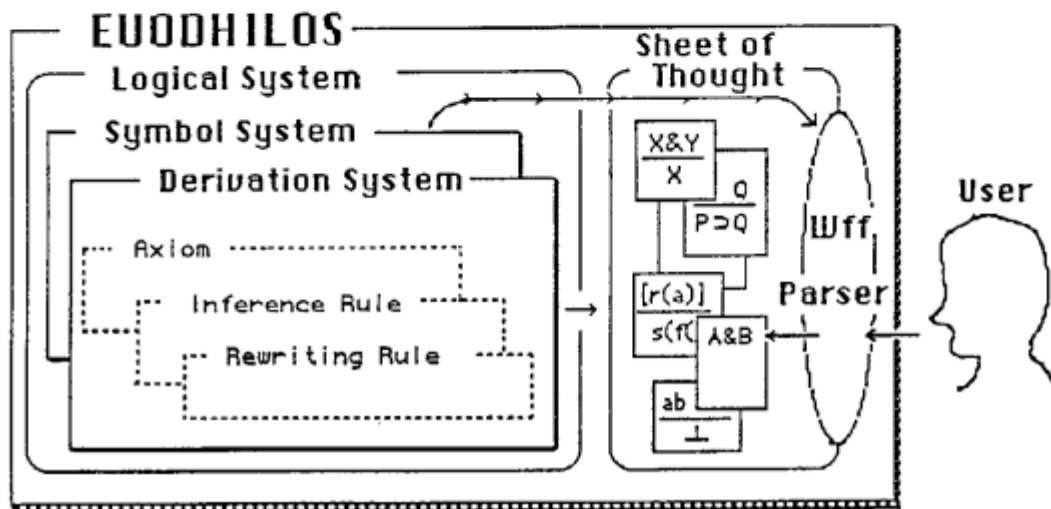 EUODHILOS
Logical System
Symbol System
Derivation System
Axiom
Inference Rule
Rewriting Rule
Sheet of
Thought
X&Y
X
Q
P⊃Q
[r(a)]
s(f(
A&B
ab
⊥
Wff
Parser
User